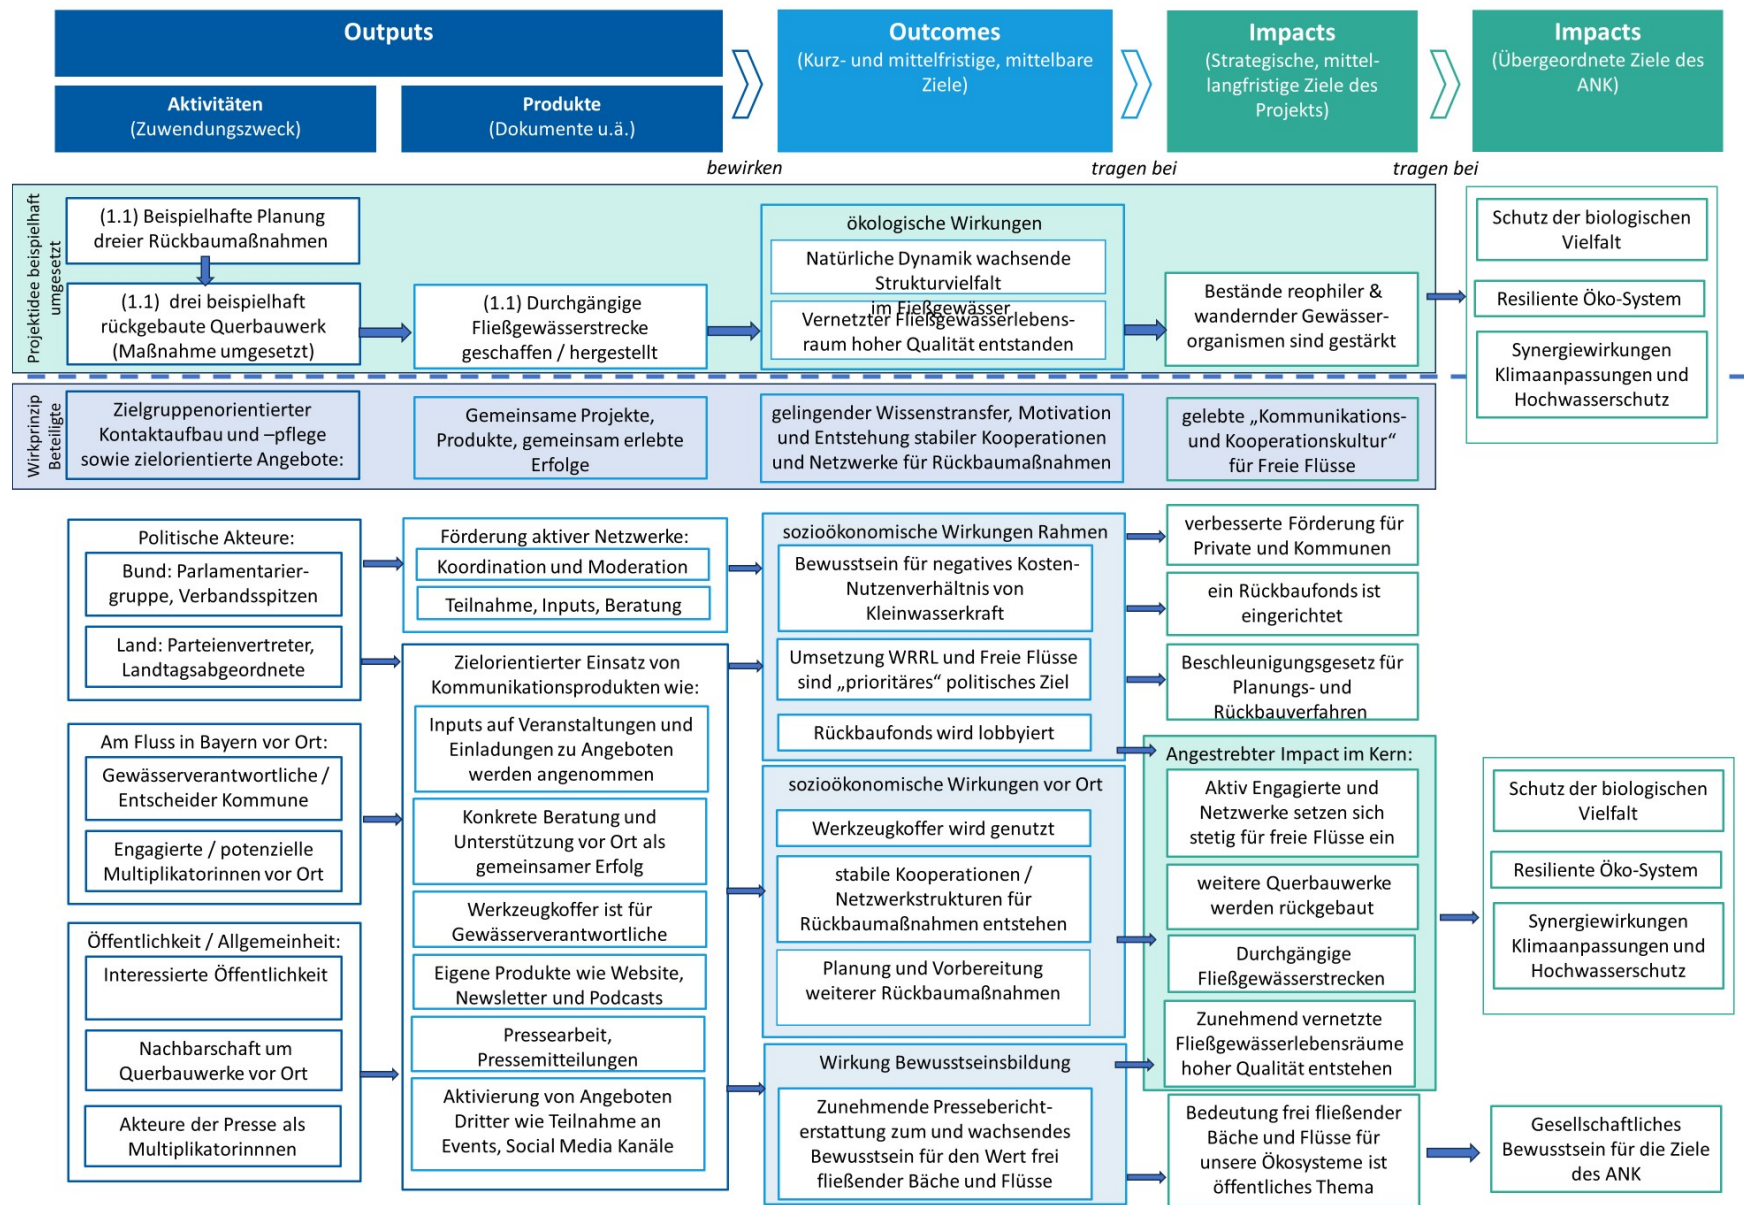 Outputs
Aktivitäten
(Zuwendungszweck)
Produkte
(Dokumente u.ä.)
Outcomes
(Kurz- und mittelfristige, mittelbare
Ziele)
Impacts
(Strategische, mittel-
langfristige Ziele des
Projekts)
Impacts
(Übergeordnete Ziele des
ANK)
bewirken
tragen bei
tragen bei
Projektidee beispielhaft
umgesetzt
(1.1) Beispielhafte Planung
dreier Rückbaumaßnahmen
(1.1) drei beispielhaft
rückgebaute Querbauwerk
(Maßnahme umgesetzt)
(1.1) Durchgängige
Fließgewässerstrecke
geschaffen / hergestellt
ökologische Wirkungen
Natürliche Dynamik wachsende
Strukturvielfalt
im Fießgewässer
Vernetzter Fließgewässerlebens-
raum hoher Qualität entstanden
Bestände reophiler &
wandernder Gewässer-
organismen sind gestärkt
Schutz der biologischen
Vielfalt
Resiliente Öko-System
Synergiewirkungen
Klimaanpassungen und
Hochwasserschutz
Wirkprinzip
Beteiligte
Zielgruppenorientierter
Kontaktaufbau und –pflege
sowie zielorientierte Angebote:
Gemeinsame Projekte,
Produkte, gemeinsam erlebte
Erfolge
gelingender Wissenstransfer, Motivation
und Entstehung stabiler Kooperationen
und Netzwerke für Rückbaumaßnahmen
gelebte „Kommunikations-
und Kooperationskultur“
für Freie Flüsse
Politische Akteure:
Bund: Parlamentarier-
gruppe, Verbandsspitzen
Land: Parteienvertreter,
Landtagsabgeordnete
Am Fluss in Bayern vor Ort:
Gewässerverantwortliche /
Entscheider Kommune
Engagierte / potenzielle
Multiplikatorinnen vor Ort
Öffentlichkeit / Allgemeinheit:
Interessierte Öffentlichkeit
Nachbarschaft um
Querbauwerke vor Ort
Akteure der Presse als
Multiplikatorinnnen
Förderung aktiver Netzwerke:
Koordination und Moderation
Teilnahme, Inputs, Beratung
Zielorientierter Einsatz von
Kommunikationsprodukten wie:
Inputs auf Veranstaltungen und
Einladungen zu Angeboten
werden angenommen
Konkrete Beratung und
Unterstützung vor Ort als
gemeinsamer Erfolg
Werkzeugkoffer ist für
Gewässerverantwortliche
Eigene Produkte wie Website,
Newsletter und Podcasts
Pressearbeit,
Pressemitteilungen
Aktivierung von Angeboten
Dritter wie Teilnahme an
Events, Social Media Kanäle
sozioökonomische Wirkungen Rahmen
Bewusstsein für negatives Kosten-
Nutzenverhältnis von
Kleinwasserkraft
Umsetzung WRRL und Freie Flüsse
sind „prioritäres“ politisches Ziel
Rückbaufonds wird lobbyiert
sozioökonomische Wirkungen vor Ort
Werkzeugkoffer wird genutzt
stabile Kooperationen /
Netzwerkstrukturen für
Rückbaumaßnahmen entstehen
Planung und Vorbereitung
weiterer Rückbaumaßnahmen
Wirkung Bewusstseinsbildung
Zunehmende Pressebericht-
erstattung zum und wachsendes
Bewusstsein für den Wert frei
fließender Bäche und Flüsse
verbesserte Förderung für
Private und Kommunen
ein Rückbaufonds ist
eingerichtet
Beschleunigungsgesetz für
Planungs- und
Rückbauverfahren
Angestrebter Impact im Kern:
Aktiv Engagierte und
Netzwerke setzen sich
stetig für freie Flüsse ein
weitere Querbauwerke
werden rückgebaut
Durchgängige
Fließgewässerstrecken
Zunehmend vernetzte
Fließgewässerlebensräume
hoher Qualität entstehen
Bedeutung frei fließender
Bäche und Flüsse für
unsere Ökosysteme ist
öffentliches Thema
Schutz der biologischen
Vielfalt
Resiliente Öko-System
Synergiewirkungen
Klimaanpassungen und
Hochwasserschutz
Gesellschaftliches
Bewusstsein für die Ziele
des ANK